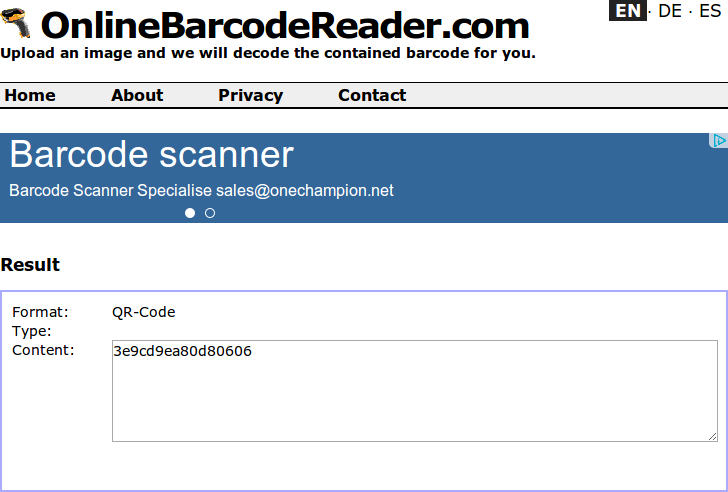 OnlineBarcodeReader.com
EN · DE · ES
Upload an image and we will decode the contained barcode for you.
Home About Privacy Contact
Barcode scanner
Barcode Scanner Specialise sales@onechampion.net
Result
Format: QR-Code
Type:
Content: 3e9cd9ea80d80606